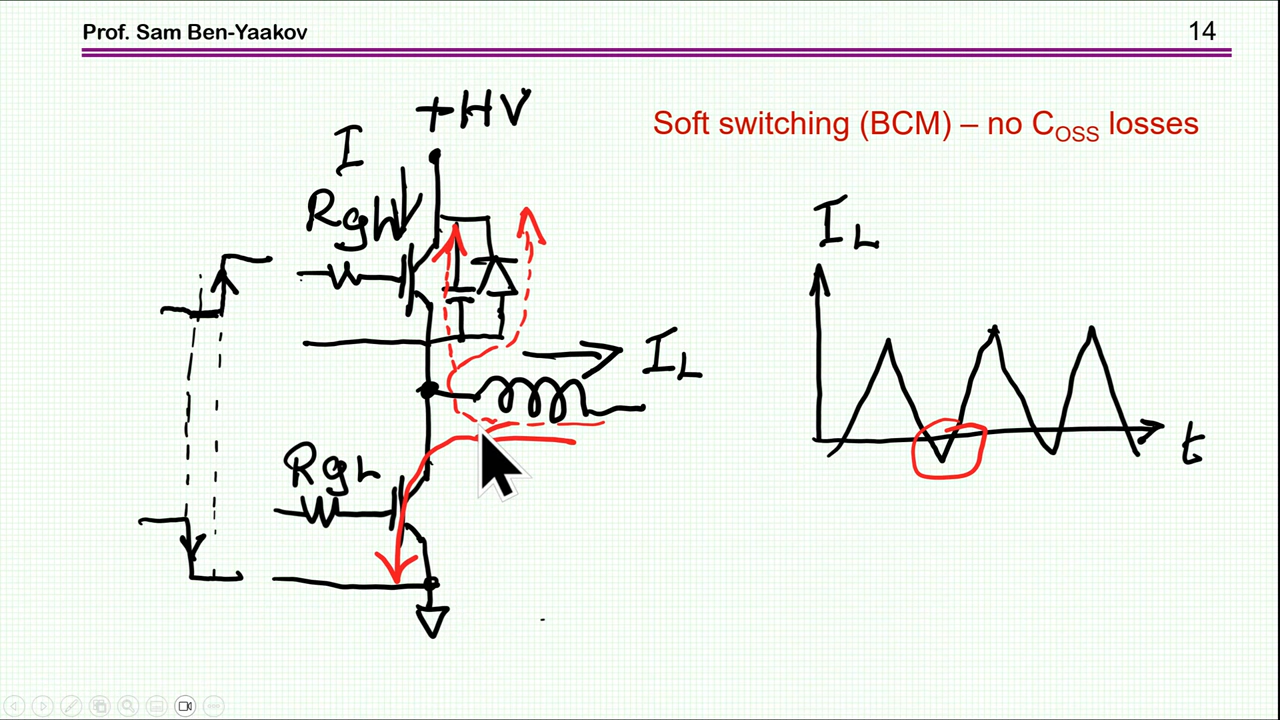 Prof. Sam Ben-Yaakov
14
Soft switching (BCM) – no COSS losses
+HV
I
RgH
IL
RgL
IL
t